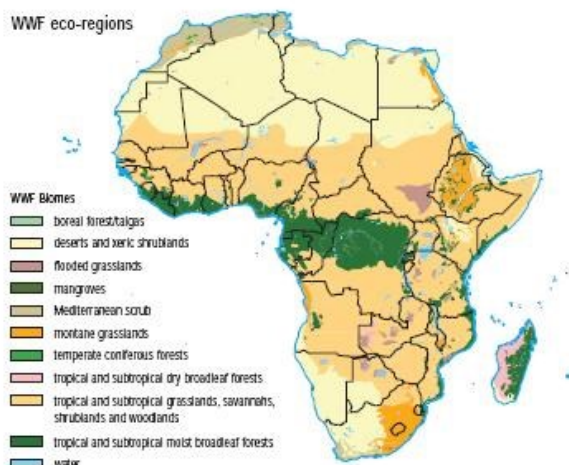 WWF eco-regions
WWF Biomes
boreal forest/taigas
deserts and xeric shrublands
flooded grasslands
mangroves
Mediterranean scrub
montane grasslands
temperate coniferous forests
tropical and subtropical dry broadleaf forests
tropical and subtropical grasslands, savannahs,
shrublands and woodlands
tropical and subtropical moist broadleaf forests
water